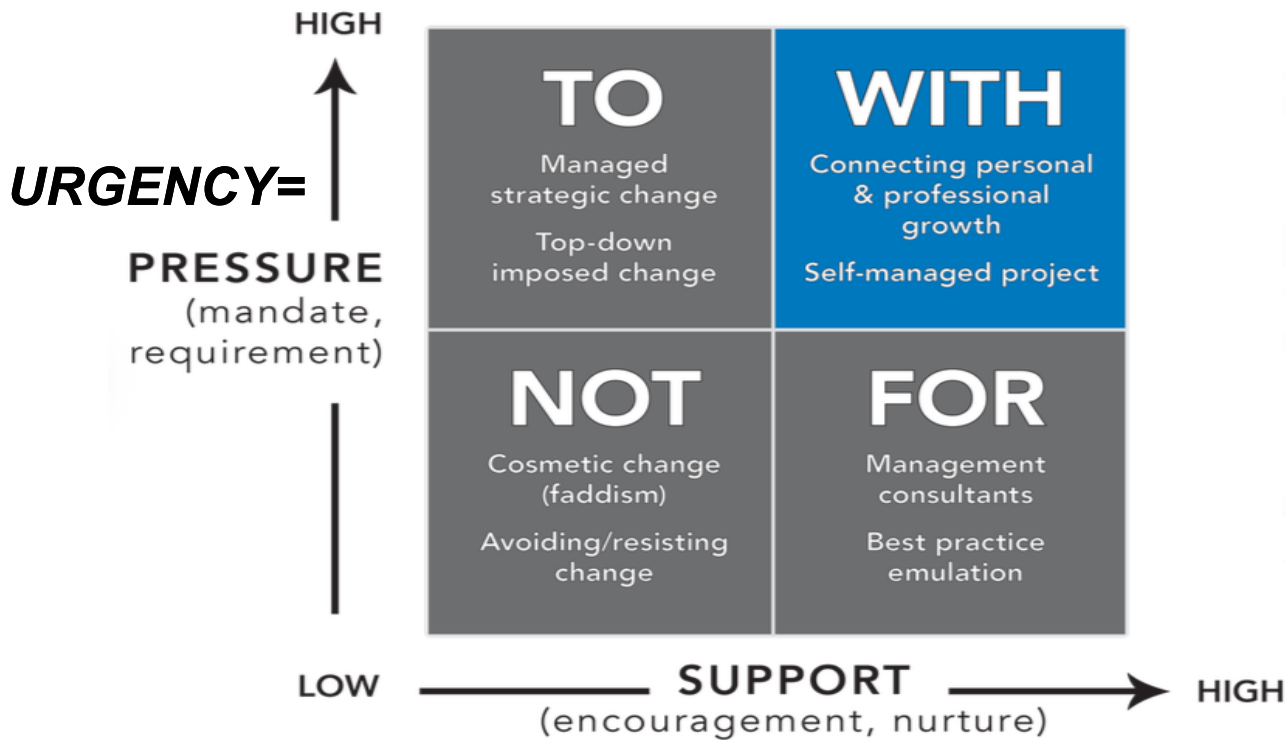 HIGH
URGENCY=
PRESSURE
(mandate,
requirement)
TO
Managed
strategic change
Top-down
imposed change
WITH
Connecting personal
& professional
growth
Self-managed project
NOT
Cosmetic change
(faddism)
Avoiding/resisting
change
FOR
Management
consultants
Best practice
emulation
LOW
SUPPORT
(encouragement, nurture)
HIGH